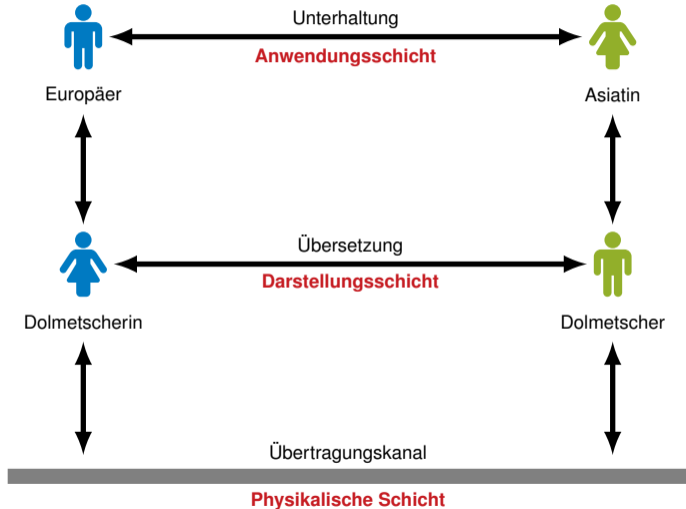 Unterhaltung
Anwendungsschicht
Europäer
Asiatin
Übersetzung
Darstellungsschicht
Dolmetscherin
Dolmetscher
Übertragungskanal
Physikalische Schicht